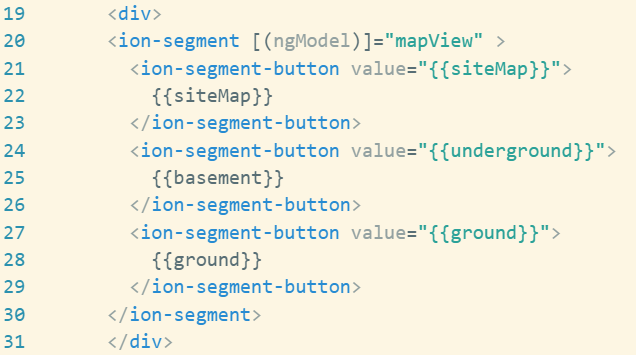 19 <div>
20 <ion-segment [(ngModel)]="mapView" >
21 <ion-segment-button value="{{siteMap}}">
22 {{siteMap}}
23 </ion-segment-button>
24 <ion-segment-button value="{{underground}}">
25 {{basement}}
26 </ion-segment-button>
27 <ion-segment-button value="{{ground}}">
28 {{ground}}
29 </ion-segment-button>
30 </ion-segment>
31 </div>